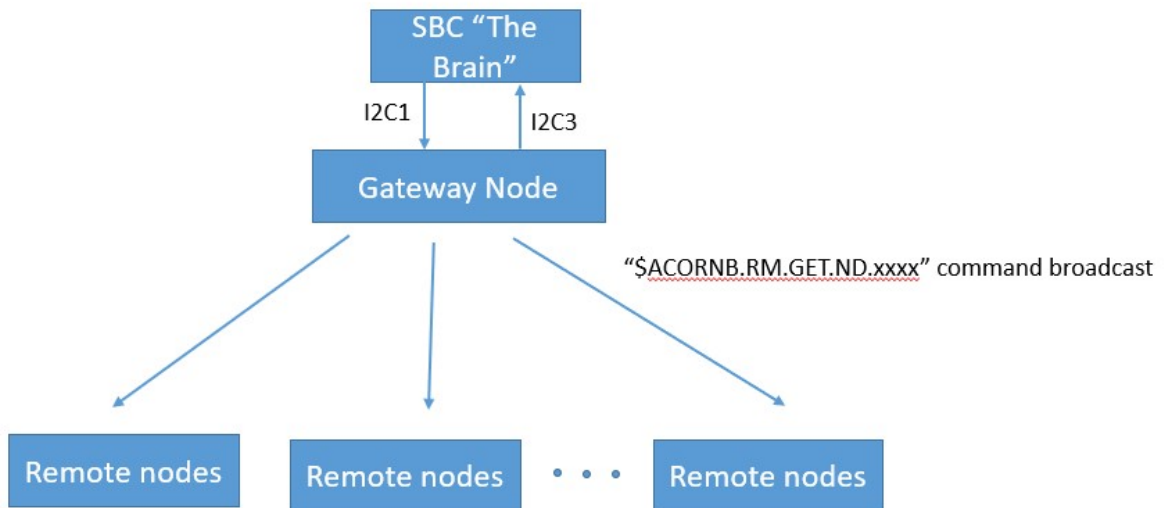 SBC “The
Brain”
I2C1
I2C3
Gateway Node
“$ACORNB.RM.GET.ND.xxxx” command broadcast
Remote nodes
Remote nodes
Remote nodes